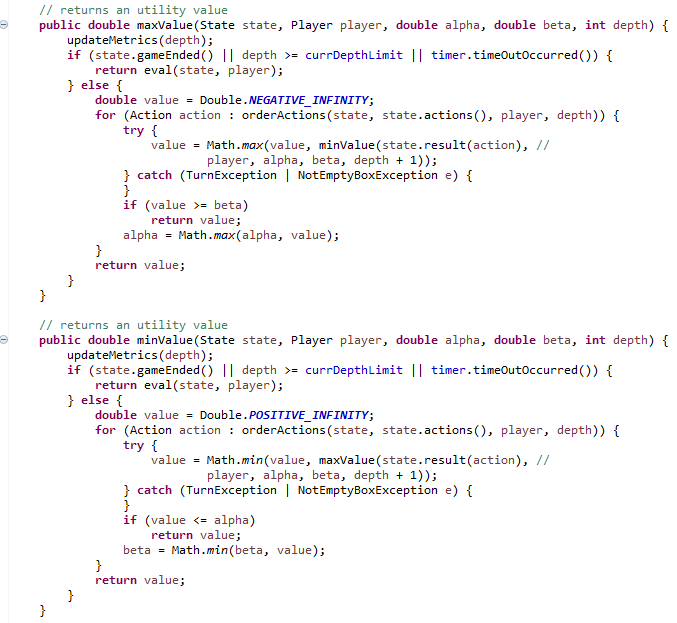 // returns an utility value
public double maxValue(State state, Player player, double alpha, double beta, int depth) {
updateMetrics(depth);
if (state.gameEnded() || depth >= currDepthLimit || timer.timeOutOccurred()) {
return eval(state, player);
} else {
double value = Double.NEGATIVE_INFINITY;
for (Action action : orderActions(state, state.actions(), player, depth)) {
try {
value = Math.max(value, minValue(state.result(action), //
player, alpha, beta, depth + 1));
} catch (TurnException | NotEmptyBoxException e) {
}
if (value >= beta)
return value;
alpha = Math.max(alpha, value);
}
return value;
}
}
// returns an utility value
public double minValue(State state, Player player, double alpha, double beta, int depth) {
updateMetrics(depth);
if (state.gameEnded() || depth >= currDepthLimit || timer.timeOutOccurred()) {
return eval(state, player);
} else {
double value = Double.POSITIVE_INFINITY;
for (Action action : orderActions(state, state.actions(), player, depth)) {
try {
value = Math.min(value, maxValue(state.result(action), //
player, alpha, beta, depth + 1));
} catch (TurnException | NotEmptyBoxException e) {
}
if (value <= alpha)
return value;
beta = Math.min(beta, value);
}
return value;
}
}